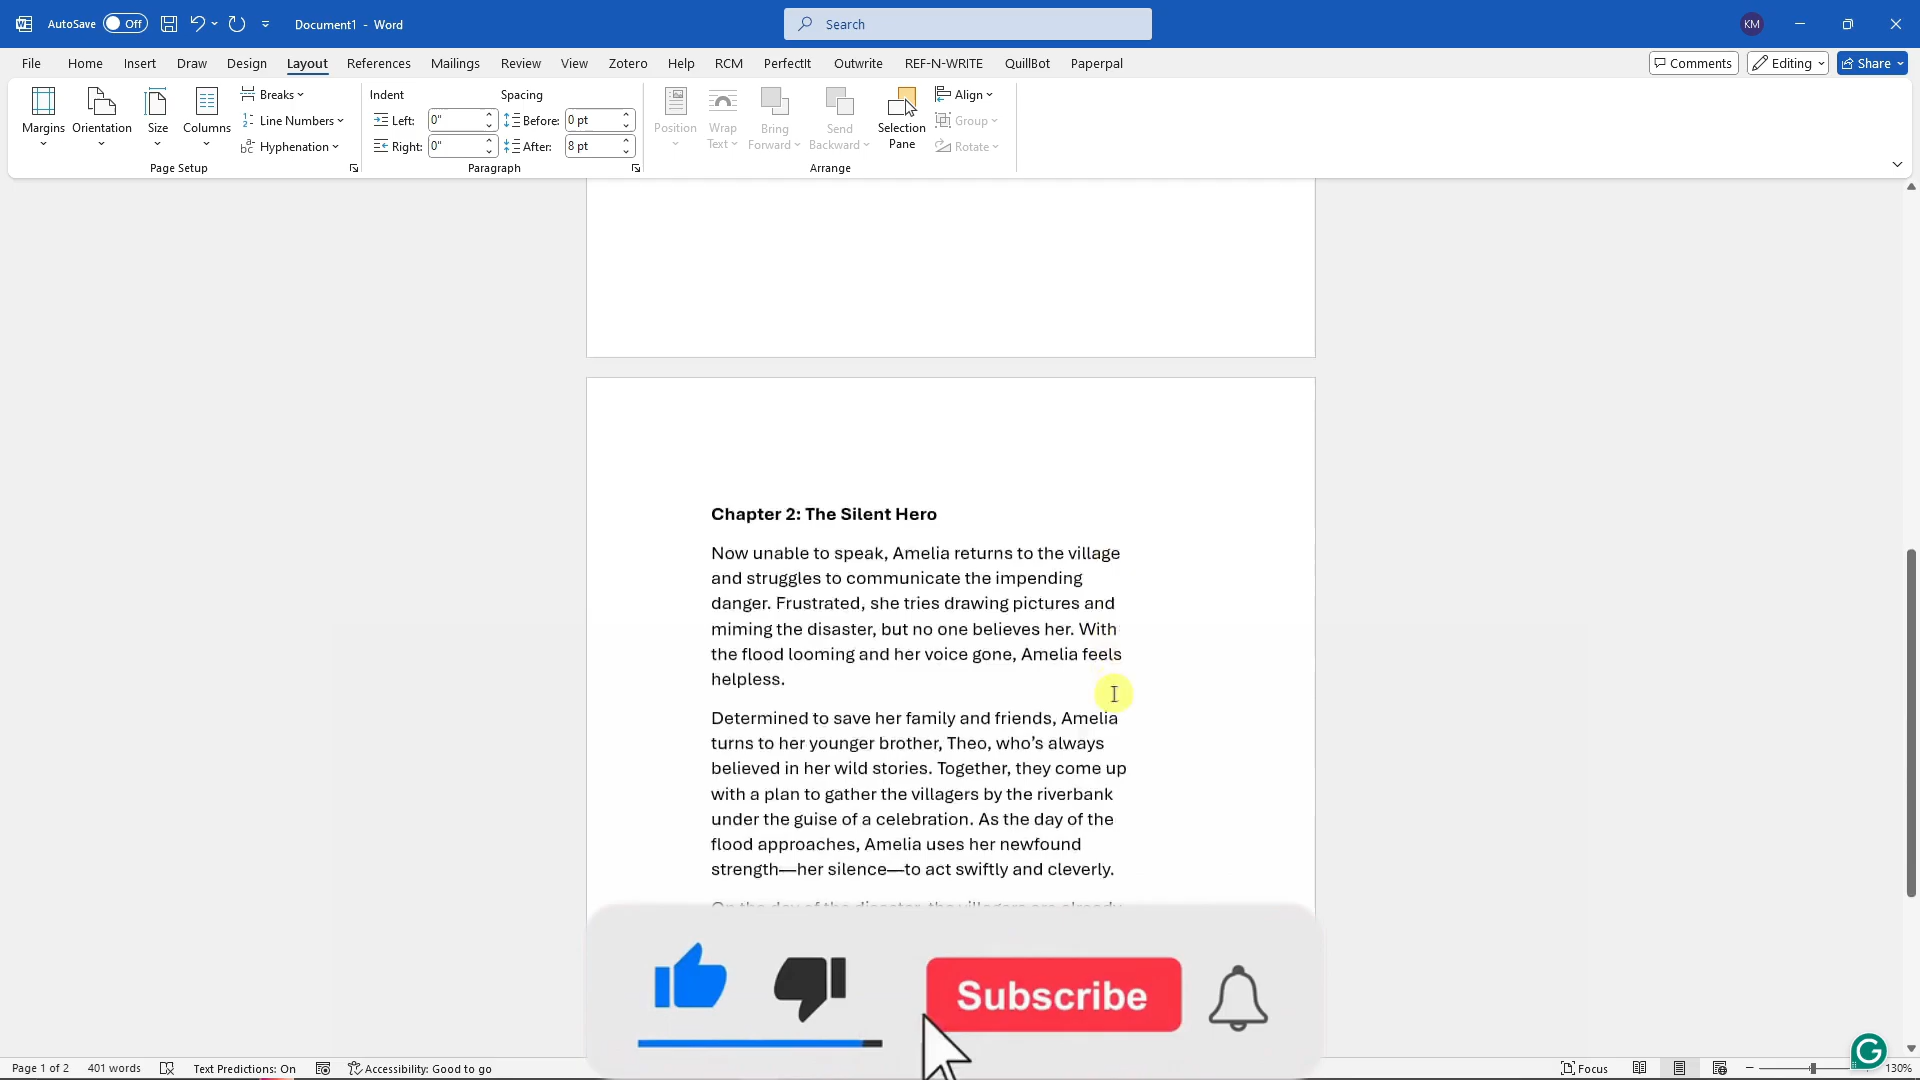 AutoSave Off Document1 - Word Search KM
File Home Insert Draw Design Layout References Mailings Review View Zotero Help RCM PerfectIt Outwrite REF-N-WRITE QuillBot Paperpal Comments Editing Share
Margins Orientation Size Columns
Breaks
Line Numbers
Hyphenation
Page Setup
Indent Spacing
Left: 0" Before: 0 pt
Right: 0" After: 8 pt
Paragraph
Position
Wrap
Text
Bring
Forward
Send
Backward
Selection
Pane
Align
Group
Rotate
Arrange
Chapter 2: The Silent Hero
Now unable to speak, Amelia returns to the village
and struggles to communicate the impending
danger. Frustrated, she tries drawing pictures and
miming the disaster, but no one believes her. With
the flood looming and her voice gone, Amelia feels
helpless.
Determined to save her family and friends, Amelia
turns to her younger brother, Theo, who’s always
believed in her wild stories. Together, they come up
with a plan to gather the villagers by the riverbank
under the guise of a celebration. As the day of the
flood approaches, Amelia uses her newfound
strength—her silence—to act swiftly and cleverly.
On the day of the disaster, the villagers are already
Subscribe
Page 1 of 2 401 words Text Predictions: On Accessibility: Good to go Focus 130%